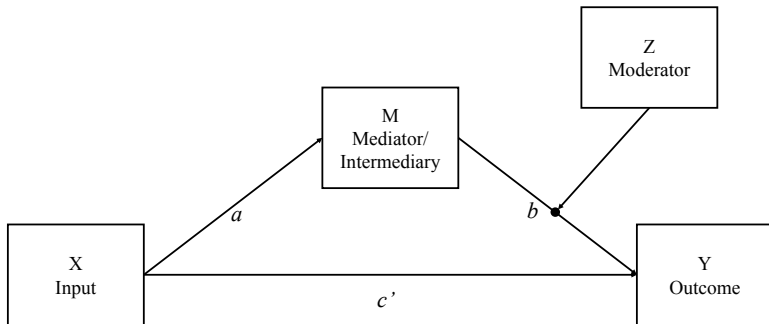 Z
Moderator
M
Mediator/
Intermediary
a
b
X
Input
Y
Outcome
c’